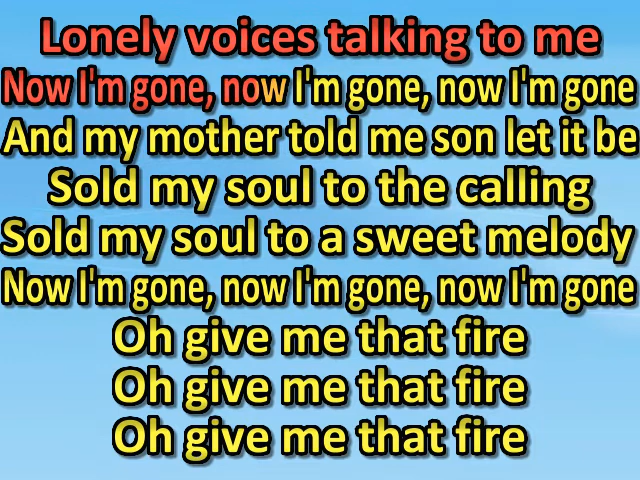 Lonely voices talking to me
Now I'm gone, now I'm gone, now I'm gone
And my mother told me son let it be
Sold my soul to the calling
Sold my soul to a sweet melody
Now I'm gone, now I'm gone, now I'm gone
Oh give me that fire
Oh give me that fire
Oh give me that fire